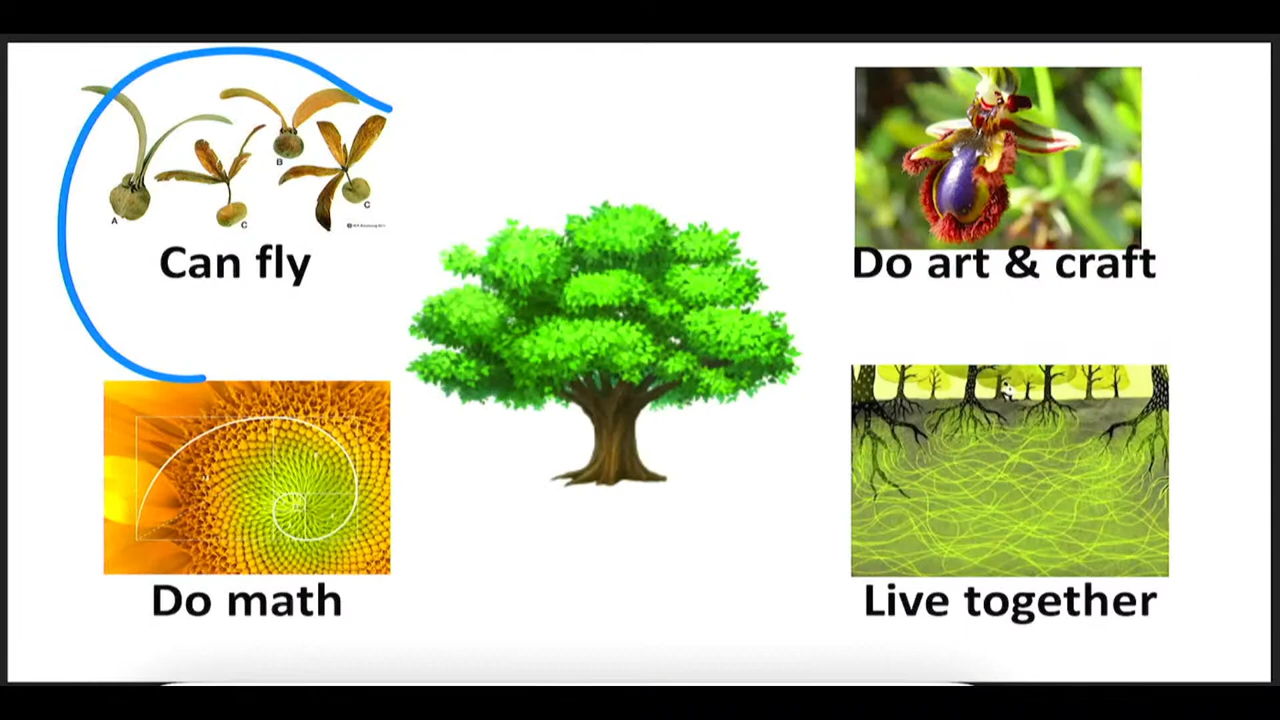 A
B
C
C
Can fly
Do art & craft
Do math
Live together